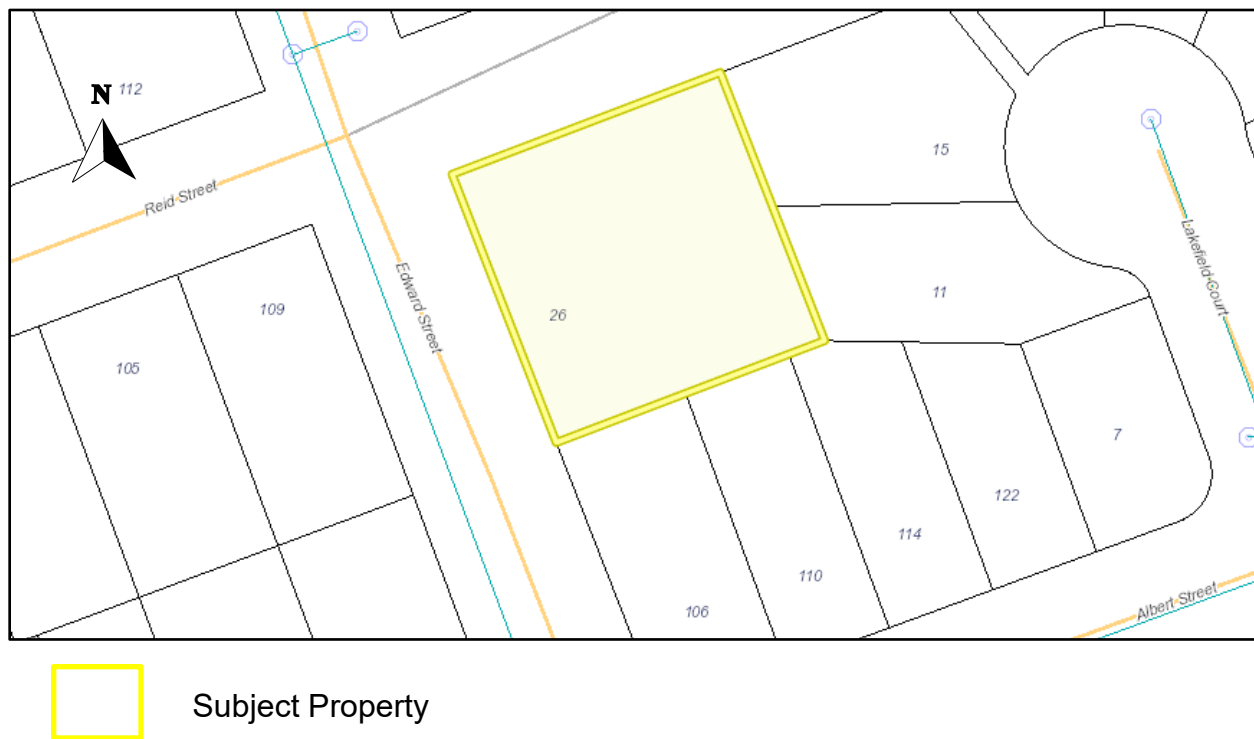 112
N
15
Reid Street
Lakefield Court
Edward Street
11
109
26
105
7
122
114
110
106
Albert Street
Subject Property